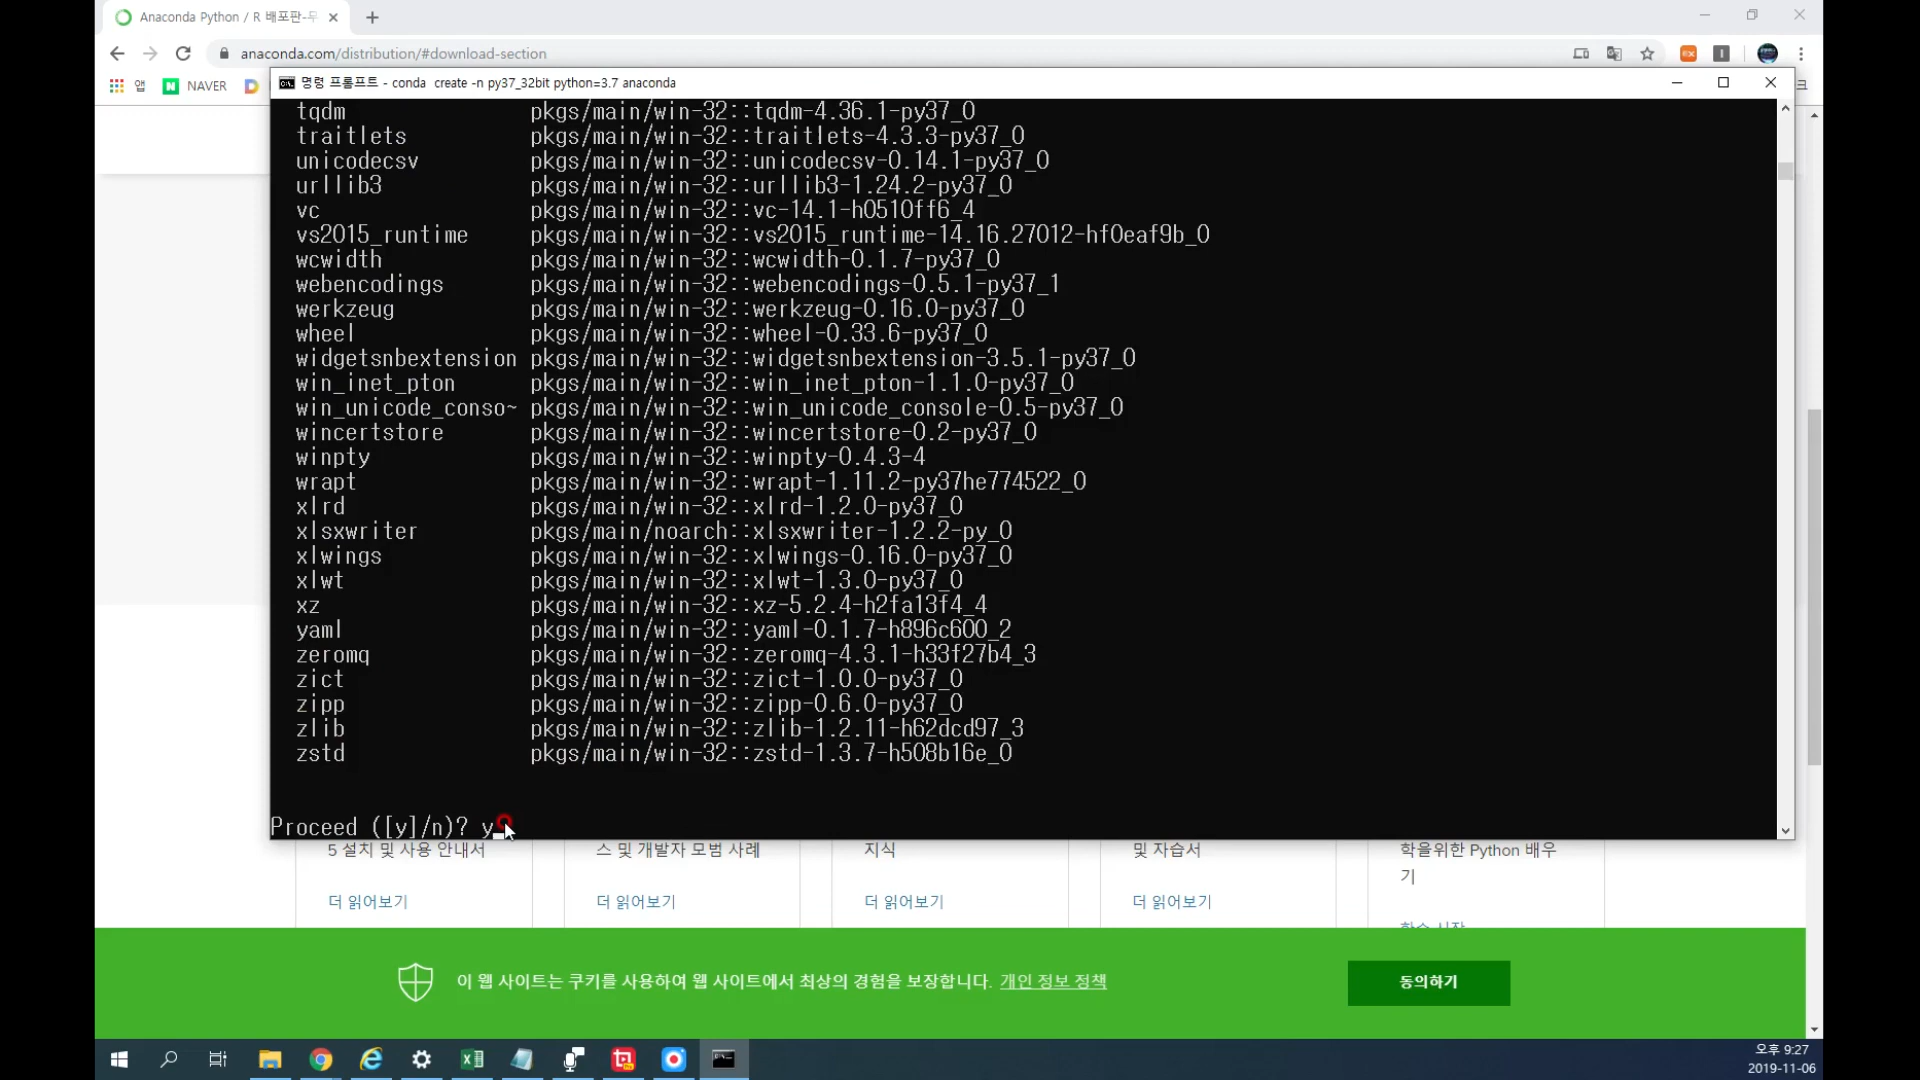 Anaconda Python / R 배포판-무
anaconda.com/distribution/#download-section
앱 NAVER
명령 프롬프트 - conda create -n py37_32bit python=3.7 anaconda
tqdm pkgs/main/win-32::tqdm-4.36.1-py37_0
traitlets pkgs/main/win-32::traitlets-4.3.3-py37_0
unicodecsv pkgs/main/win-32::unicodecsv-0.14.1-py37_0
urllib3 pkgs/main/win-32::urllib3-1.24.2-py37_0
vc pkgs/main/win-32::vc-14.1-h0510ff6_4
vs2015_runtime pkgs/main/win-32::vs2015_runtime-14.16.27012-hf0eaf9b_0
wcwidth pkgs/main/win-32::wcwidth-0.1.7-py37_0
webencodings pkgs/main/win-32::webencodings-0.5.1-py37_1
werkzeug pkgs/main/win-32::werkzeug-0.16.0-py37_0
wheel pkgs/main/win-32::wheel-0.33.6-py37_0
widgetsnbextension pkgs/main/win-32::widgetsnbextension-3.5.1-py37_0
win_inet_pton pkgs/main/win-32::win_inet_pton-1.1.0-py37_0
win_unicode_conso~ pkgs/main/win-32::win_unicode_console-0.5-py37_0
wincertstore pkgs/main/win-32::wincertstore-0.2-py37_0
winpty pkgs/main/win-32::winpty-0.4.3-4
wrapt pkgs/main/win-32::wrapt-1.11.2-py37he774522_0
xlrd pkgs/main/win-32::xlrd-1.2.0-py37_0
xlsxwriter pkgs/main/noarch::xlsxwriter-1.2.2-py_0
xlwings pkgs/main/win-32::xlwings-0.16.0-py37_0
xlwt pkgs/main/win-32::xlwt-1.3.0-py37_0
xz pkgs/main/win-32::xz-5.2.4-h2fa13f4_4
yaml pkgs/main/win-32::yaml-0.1.7-h896c600_2
zeromq pkgs/main/win-32::zeromq-4.3.1-h33f27b4_3
zict pkgs/main/win-32::zict-1.0.0-py37_0
zipp pkgs/main/win-32::zipp-0.6.0-py37_0
zlib pkgs/main/win-32::zlib-1.2.11-h62dcd97_3
zstd pkgs/main/win-32::zstd-1.3.7-h508b16e_0
Proceed ([y]/n)? y
5 설치 및 사용 안내서 스 및 개발자 모범 사례 지식 및 자습서 학을위한 Python 배우
기
더 읽어보기 더 읽어보기 더 읽어보기 더 읽어보기
이 웹 사이트는 쿠키를 사용하여 웹 사이트에서 최상의 경험을 보장합니다. 개인 정보 정책 동의하기
오후 9:27
2019-11-06